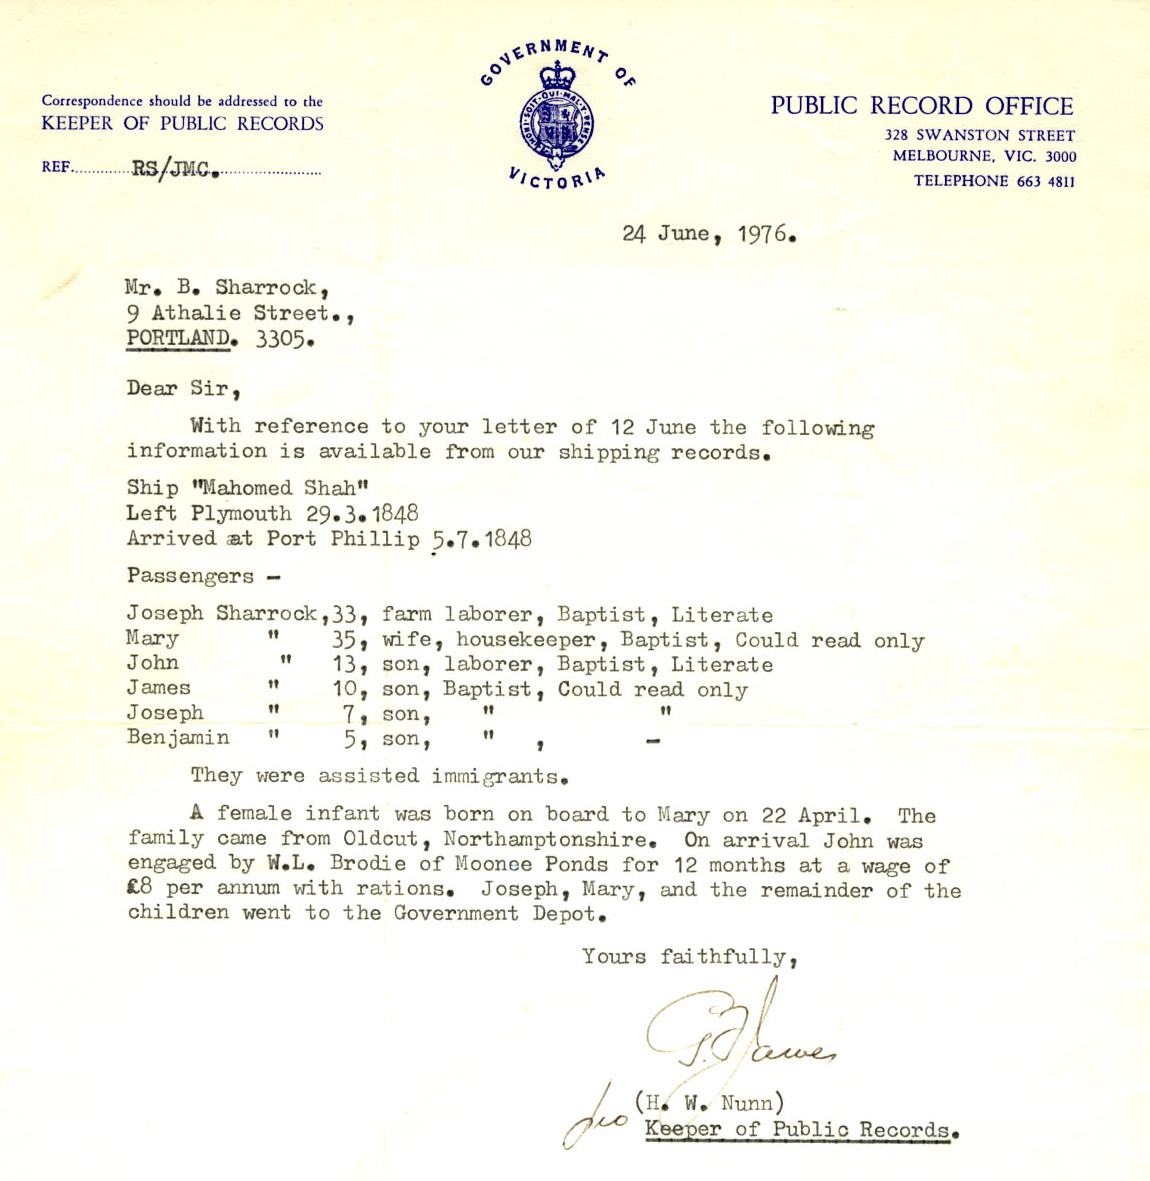 GOVERNMENT OF
VICTORIA
HONI·SOIT·QUI·MAL·Y·PENSE
Correspondence should be addressed to the
KEEPER OF PUBLIC RECORDS
REF..............RS/JMC.........................
PUBLIC RECORD OFFICE
328 SWANSTON STREET
MELBOURNE, VIC. 3000
TELEPHONE 663 4811
24 June, 1976.
Mr. B. Sharrock,
9 Athalie Street.,
PORTLAND. 3305.
Dear Sir,
With reference to your letter of 12 June the following
information is available from our shipping records.
Ship "Mahomed Shah"
Left Plymouth 29.3.1848
Arrived at Port Phillip 5.7.1848
Passengers -
Joseph Sharrock,33, farm laborer, Baptist, Literate
Mary " 35, wife, housekeeper, Baptist, Could read only
John " 13, son, laborer, Baptist, Literate
James " 10, son, Baptist, Could read only
Joseph " 7, son, " "
Benjamin " 5, son, " , -
They were assisted immigrants.
A female infant was born on board to Mary on 22 April. The
family came from Oldcut, Northamptonshire. On arrival John was
engaged by W.L. Brodie of Moonee Ponds for 12 months at a wage of
£8 per annum with rations. Joseph, Mary, and the remainder of the
children went to the Government Depot.
Yours faithfully,
(H. W. Nunn)
Keeper of Public Records.